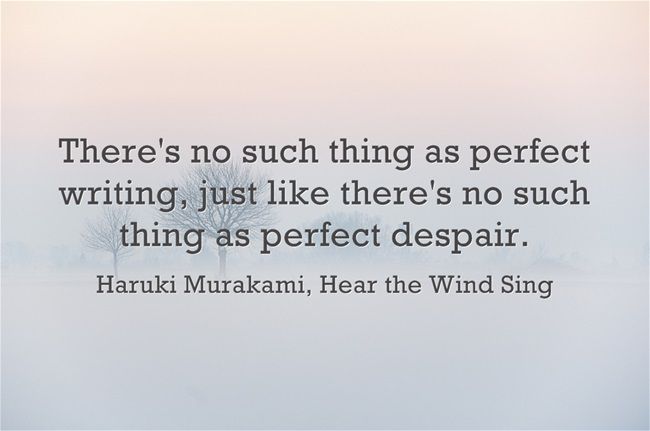 There's no such thing as perfect
writing, just like there's no such
thing as perfect despair.
Haruki Murakami, Hear the Wind Sing